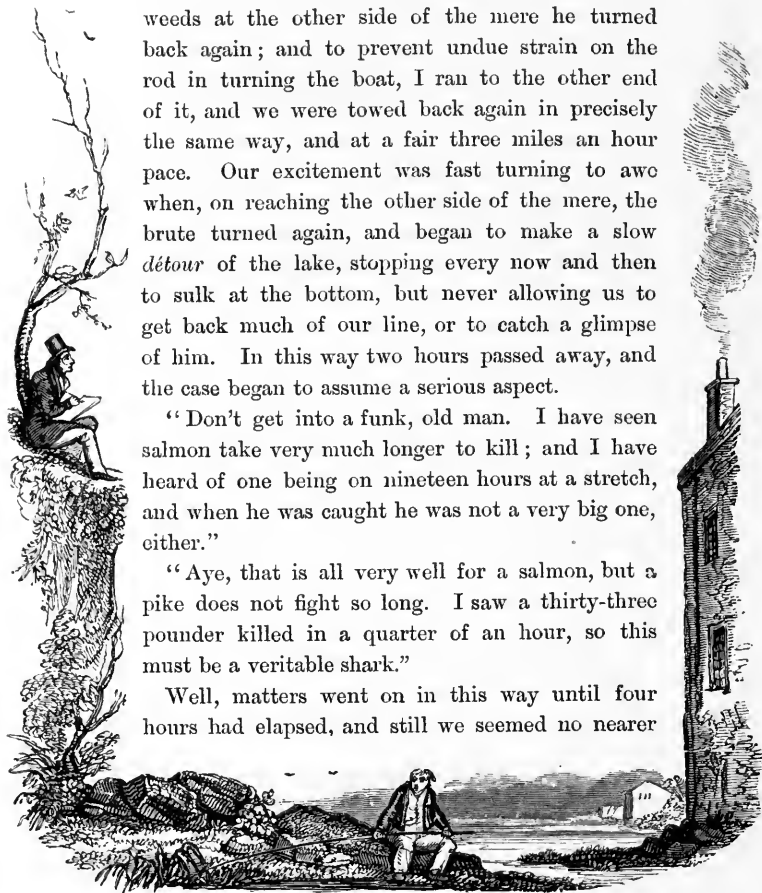 weeds at the other side of the mere he turned
back again; and to prevent undue strain on the
rod in turning the boat, I ran to the other end
of it, and we were towed back again in precisely
the same way, and at a fair three miles an hour
pace. Our excitement was fast turning to awe
when, on reaching the other side of the mere, the
brute turned again, and began to make a slow
détour of the lake, stopping every now and then
to sulk at the bottom, but never allowing us to
get back much of our line, or to catch a glimpse
of him. In this way two hours passed away, and
the case began to assume a serious aspect.
“Don't get into a funk, old man. I have seen
salmon take very much longer to kill; and I have
heard of one being on nineteen hours at a stretch,
and when he was caught he was not a very big one,
either.”
“Aye, that is all very well for a salmon, but a
pike does not fight so long. I saw a thirty-three
pounder killed in a quarter of an hour, so this
must be a veritable shark.”
Well, matters went on in this way until four
hours had elapsed, and still we seemed no nearer